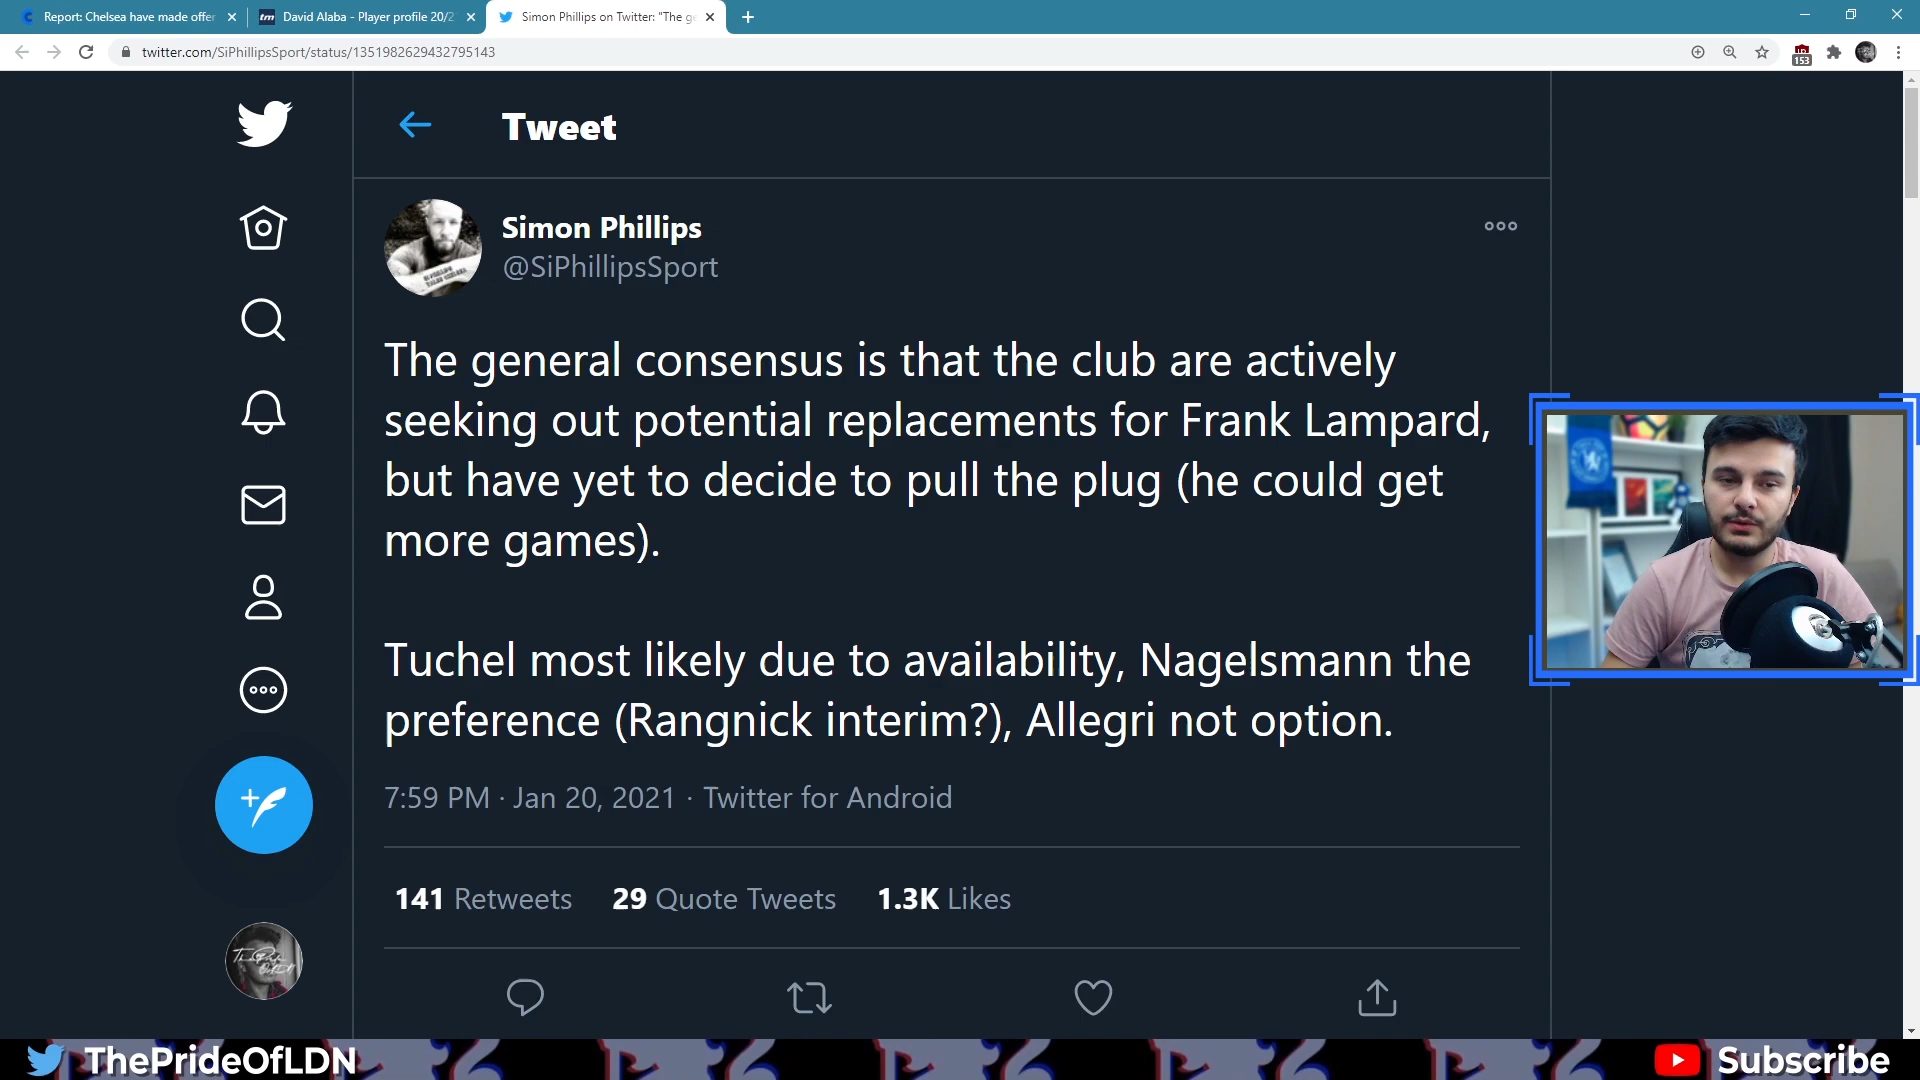 Report: Chelsea have made offer
David Alaba - Player profile 20/2
Simon Phillips on Twitter: "The ge
twitter.com/SiPhillipsSport/status/1351982629432795143
153
Tweet
Simon Phillips
@SiPhillipsSport
The general consensus is that the club are actively
seeking out potential replacements for Frank Lampard,
but have yet to decide to pull the plug (he could get
more games).
Tuchel most likely due to availability, Nagelsmann the
preference (Rangnick interim?), Allegri not option.
7:59 PM · Jan 20, 2021 · Twitter for Android
141 Retweets 29 Quote Tweets 1.3K Likes
ThePrideOfLDN
Subscribe